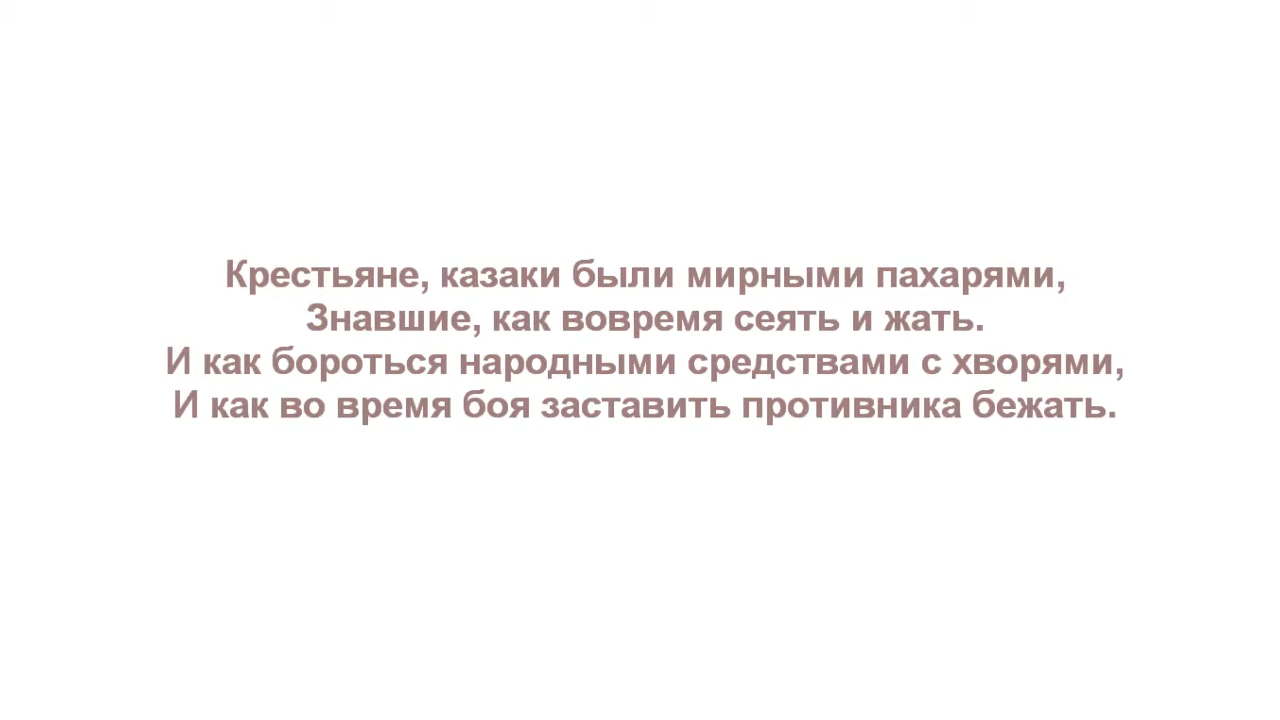 Крестьяне, казаки были мирными пахарями,
Знавшие, как вовремя сеять и жать.
И как бороться народными средствами с хворями,
И как во время боя заставить противника бежать.